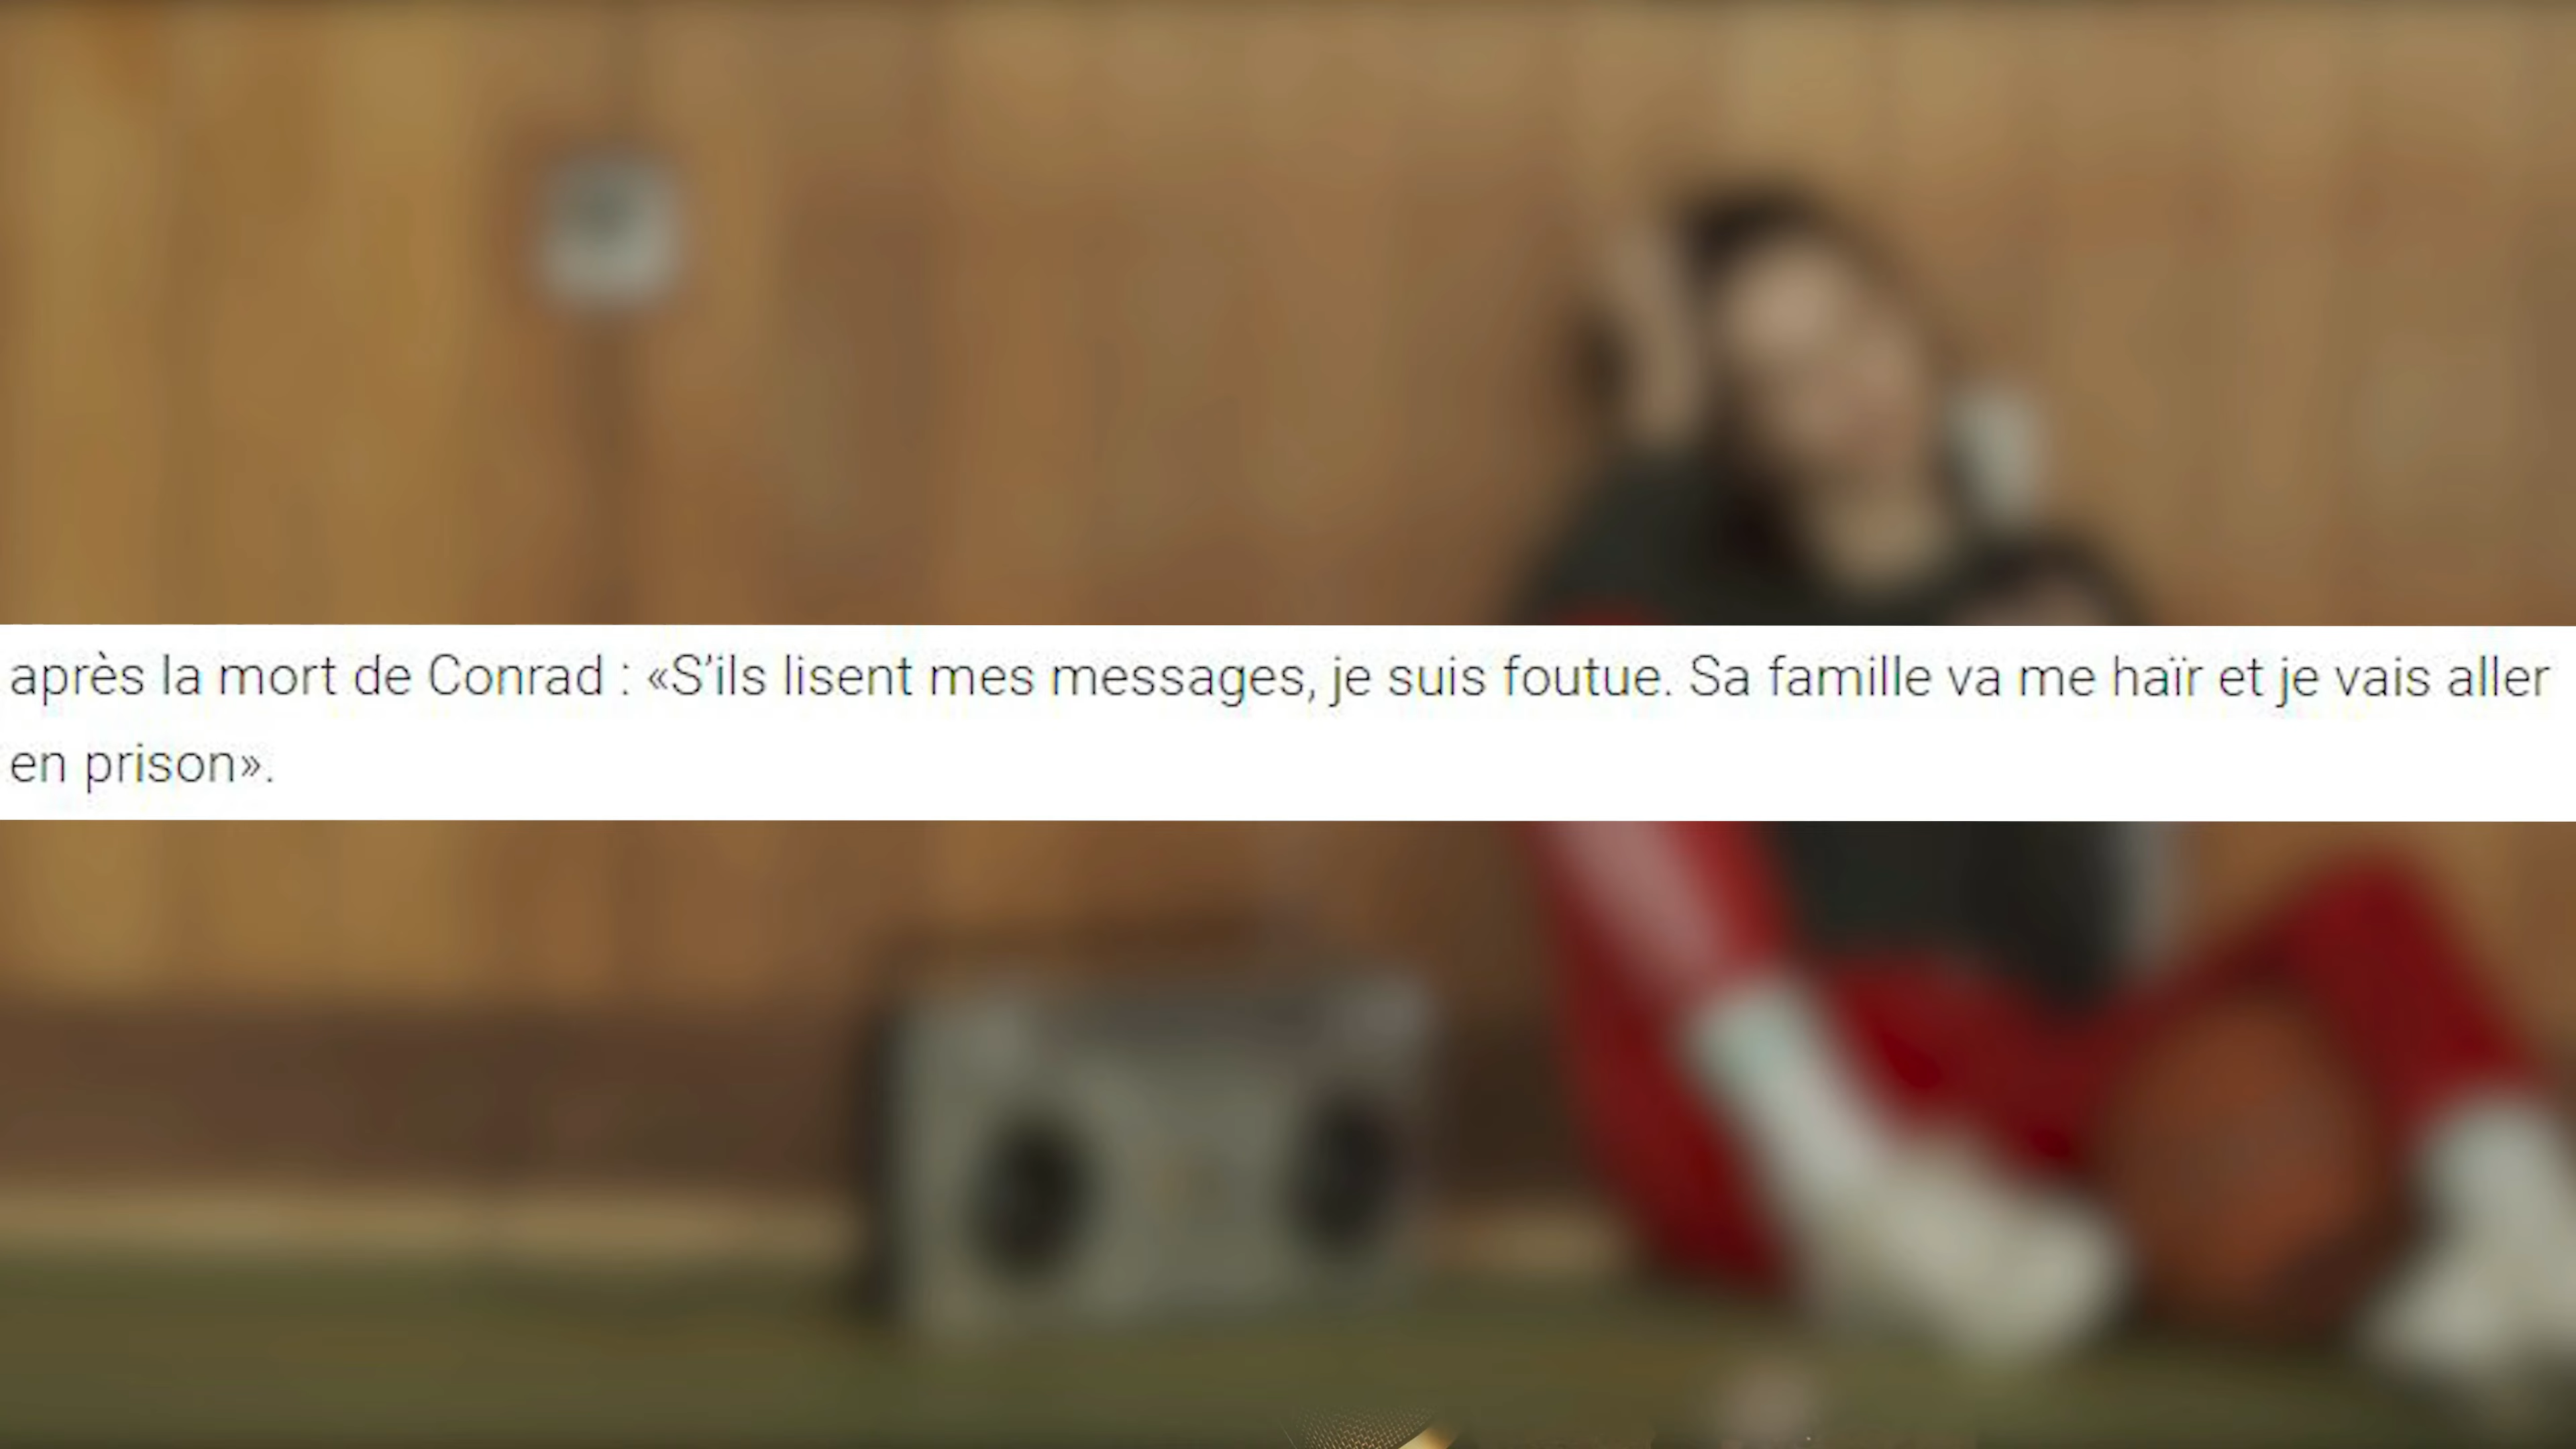 après la mort de Conrad : «S'ils lisent mes messages, je suis foutue. Sa famille va me haïr et je vais aller
en prison».